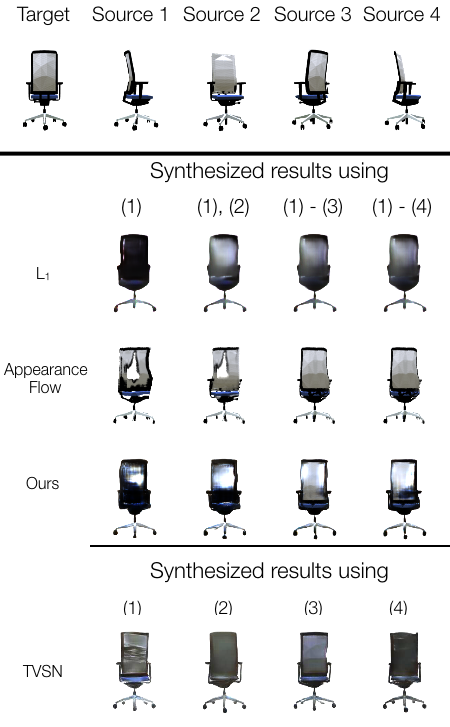 Target Source 1 Source 2 Source 3 Source 4
Synthesized results using
(1) (1), (2) (1) - (3) (1) - (4)
L₁
Appearance
Flow
Ours
Synthesized results using
(1) (2) (3) (4)
TVSN